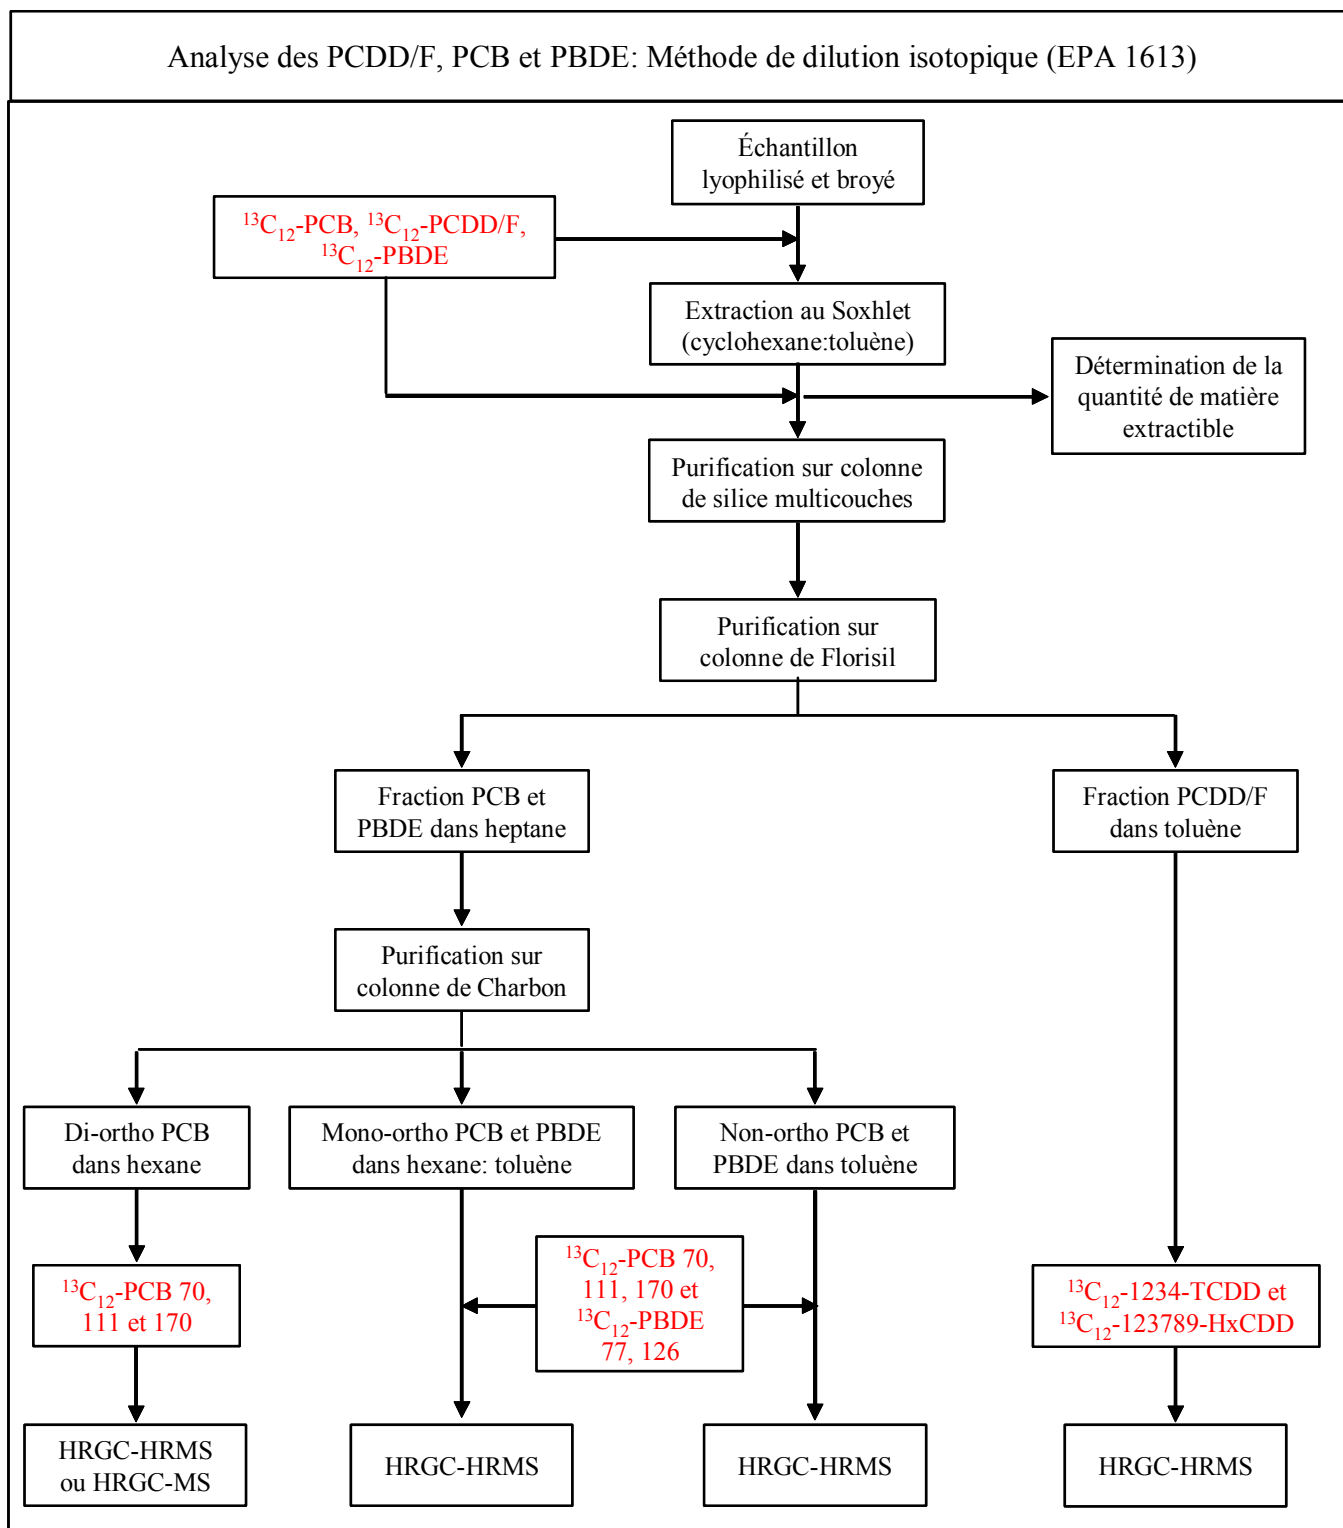 Analyse des PCDD/F, PCB et PBDE: Méthode de dilution isotopique (EPA 1613)
Échantillon
lyophilisé et broyé
¹³C₁₂-PCB, ¹³C₁₂-PCDD/F,
¹³C₁₂-PBDE
Extraction au Soxhlet
(cyclohexane:toluène)
Détermination de la
quantité de matière
extractible
Purification sur colonne
de silice multicouches
Purification sur
colonne de Florisil
Fraction PCB et
PBDE dans heptane
Fraction PCDD/F
dans toluène
Purification sur
colonne de Charbon
Di-ortho PCB
dans hexane
Mono-ortho PCB et PBDE
dans hexane: toluène
Non-ortho PCB et
PBDE dans toluène
¹³C₁₂-PCB 70,
111 et 170
¹³C₁₂-PCB 70,
111, 170 et
¹³C₁₂-PBDE
77, 126
¹³C₁₂-1234-TCDD et
¹³C₁₂-123789-HxCDD
HRGC-HRMS
ou HRGC-MS
HRGC-HRMS
HRGC-HRMS
HRGC-HRMS